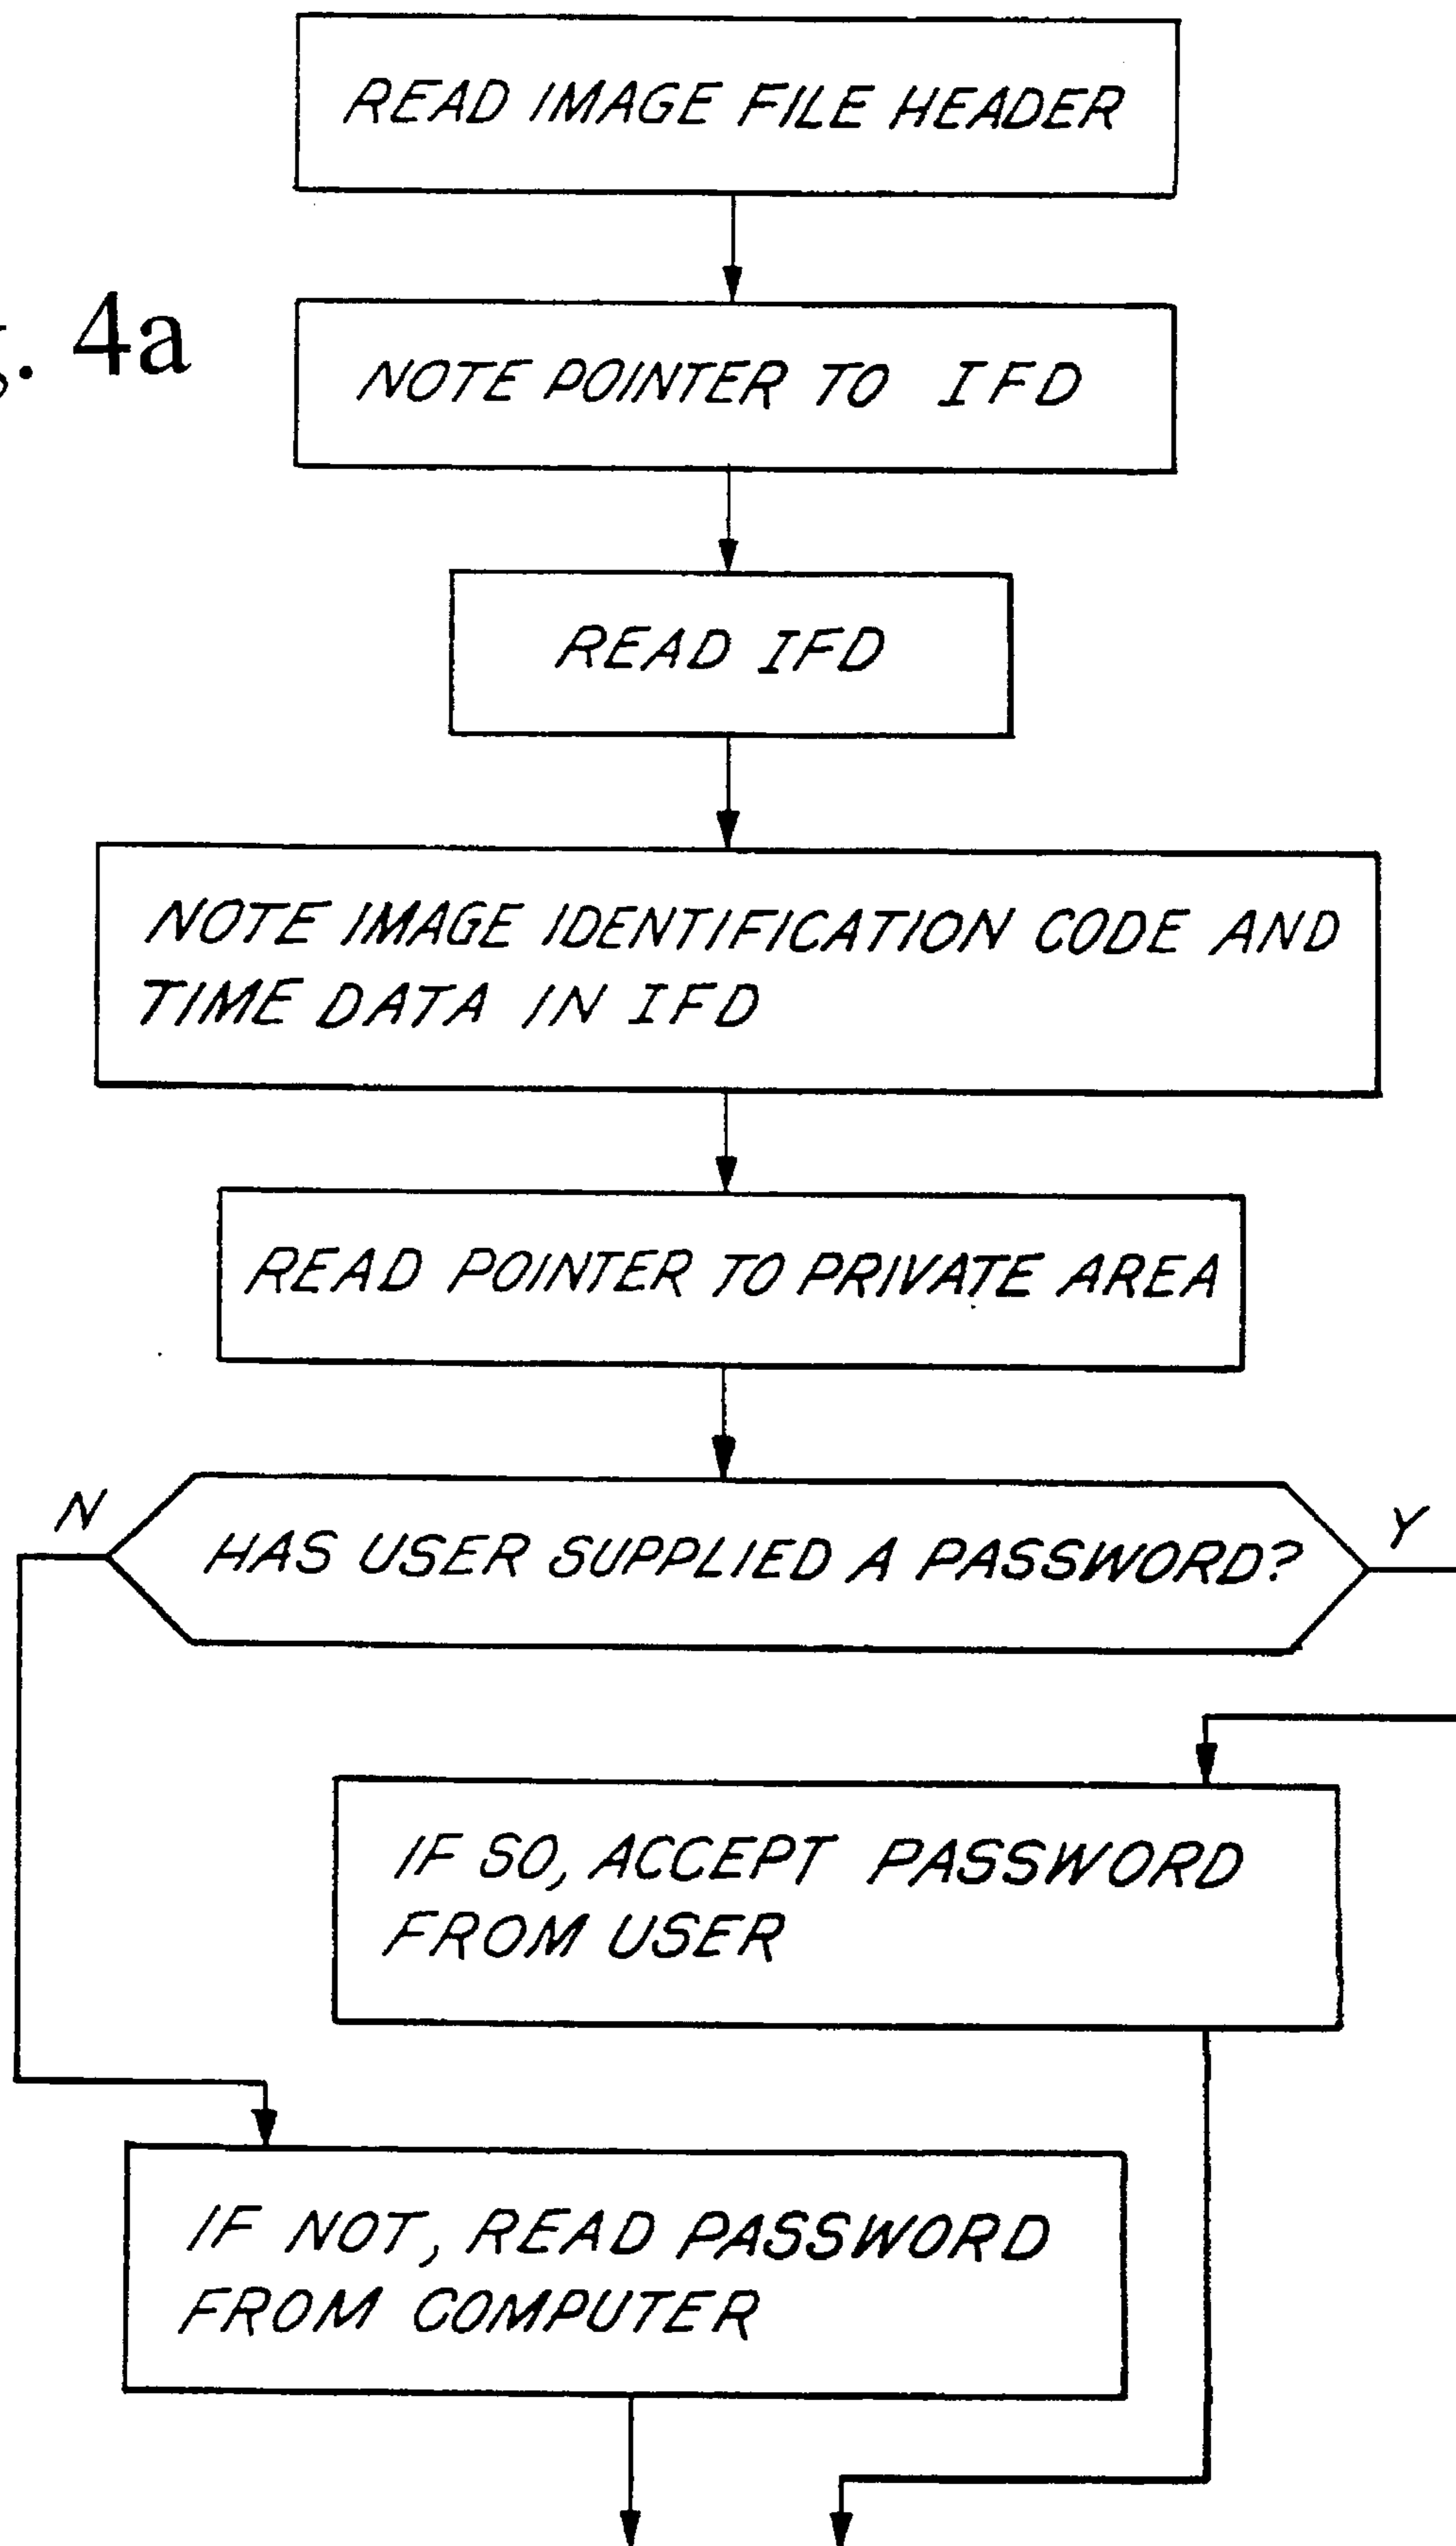 READ IMAGE FILE HEADER
g. 4a
NOTE POINTER TO IFD
READ IFD
NOTE IMAGE IDENTIFICATION CODE AND
TIME DATA IN IFD
READ POINTER TO PRIVATE AREA
N
HAS USER SUPPLIED A PASSWORD?
Y
IF SO, ACCEPT PASSWORD
FROM USER
IF NOT, READ PASSWORD
FROM COMPUTER